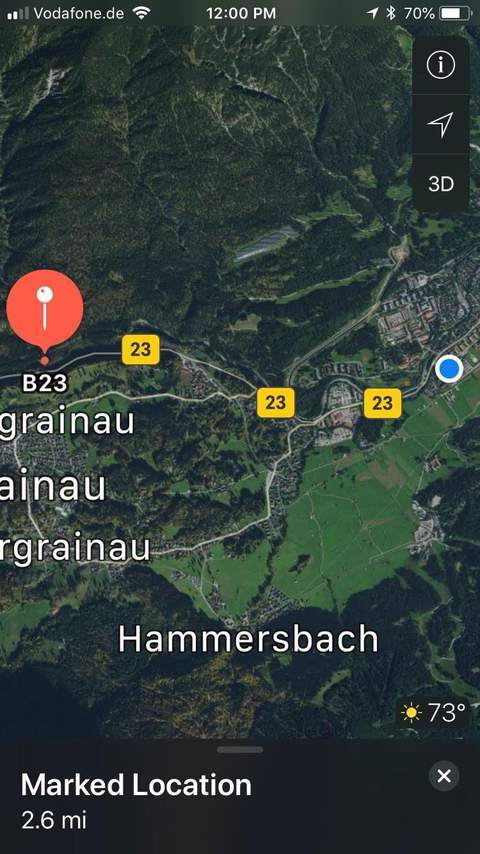 Vodafone.de 12:00 PM 70%
3D
23
B23
23
23
grainau
ainau
rgrainau
Hammersbach
73°
Marked Location
2.6 mi